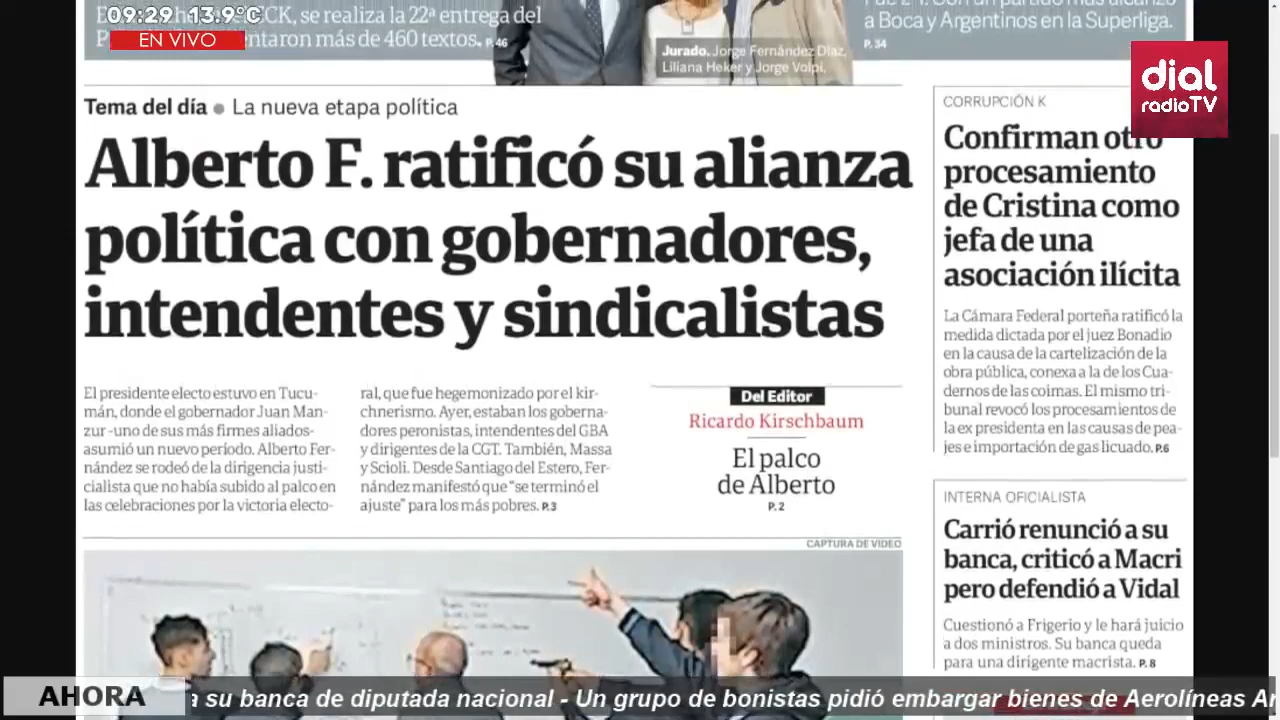 09:29 13.9°C
EN VIVO
CK, se realiza la 22ª entrega del
entaron más de 460 textos. P.46
Jurado. Jorge Fernández Díaz,
Liliana Heker y Jorge Volpi.
a Boca y Argentinos en la Superliga.
P. 34
dial
radioTV
Tema del día ● La nueva etapa política
Alberto F. ratificó su alianza
política con gobernadores,
intendentes y sindicalistas
El presidente electo estuvo en Tucu-
mán, donde el gobernador Juan Man-
zur -uno de sus más firmes aliados-
asumió un nuevo período. Alberto Fer-
nández se rodeó de la dirigencia justi-
cialista que no había subido al palco en
las celebraciones por la victoria electo-
ral, que fue hegemonizado por el kir-
chnerismo. Ayer, estaban los goberna-
dores peronistas, intendentes del GBA
y dirigentes de la CGT. También, Massa
y Scioli. Desde Santiago del Estero, Fer-
nández manifestó que “se terminó el
ajuste” para los más pobres. P.3
Del Editor
Ricardo Kirschbaum
El palco
de Alberto
P. 2
CAPTURA DE VIDEO
CORRUPCIÓN K
Confirman otro
procesamiento
de Cristina como
jefa de una
asociación ilícita
La Cámara Federal porteña ratificó la
medida dictada por el juez Bonadio
en la causa de la cartelización de la
obra pública, conexa a la de los Cua-
dernos de las coimas. El mismo tri-
bunal revocó los procesamientos de
la ex presidenta en las causas de pea-
jes e importación de gas licuado. P.6
INTERNA OFICIALISTA
Carrió renunció a su
banca, criticó a Macri
pero defendió a Vidal
Cuestionó a Frigerio y le hará juicio
a dos ministros. Su banca queda
para una dirigente macrista. P. 8
AHORA
a su banca de diputada nacional - Un grupo de bonistas pidió embargar bienes de Aerolíneas Ar